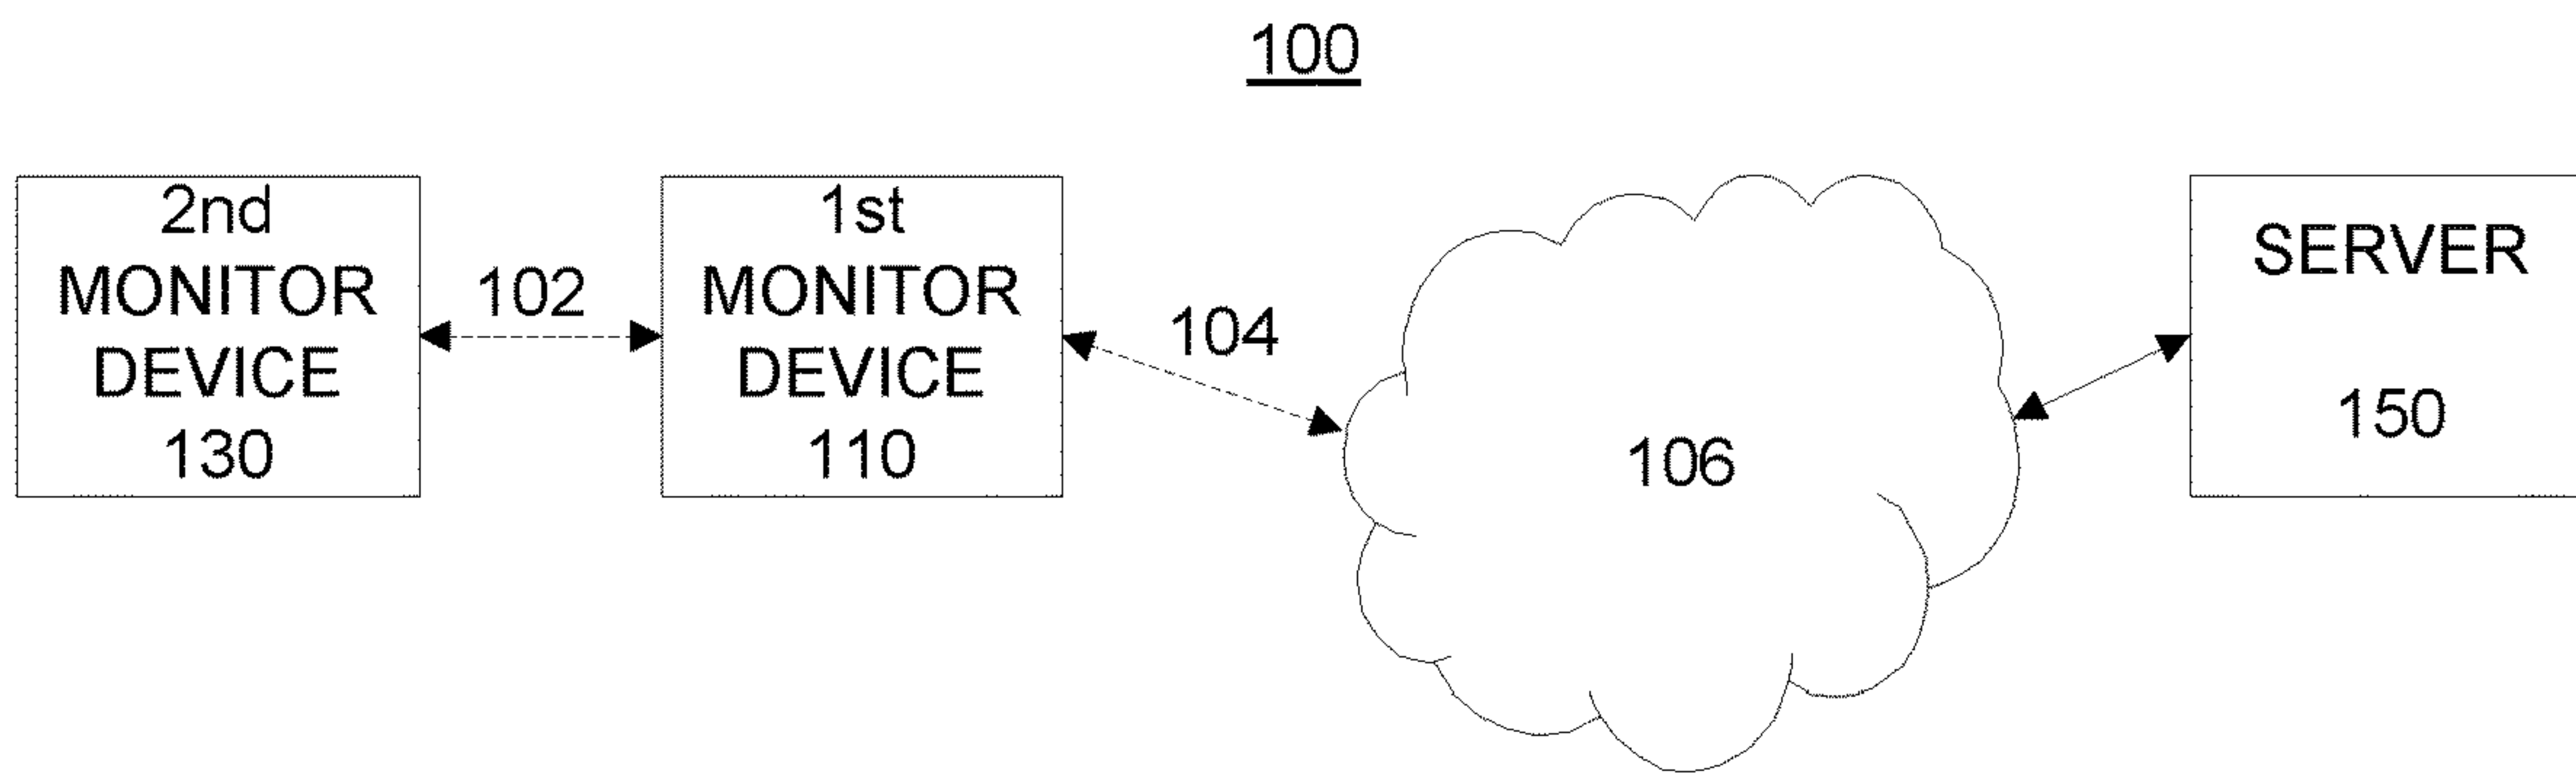 100
2nd
MONITOR
DEVICE
130
102
1st
MONITOR
DEVICE
110
104
106
SERVER
150